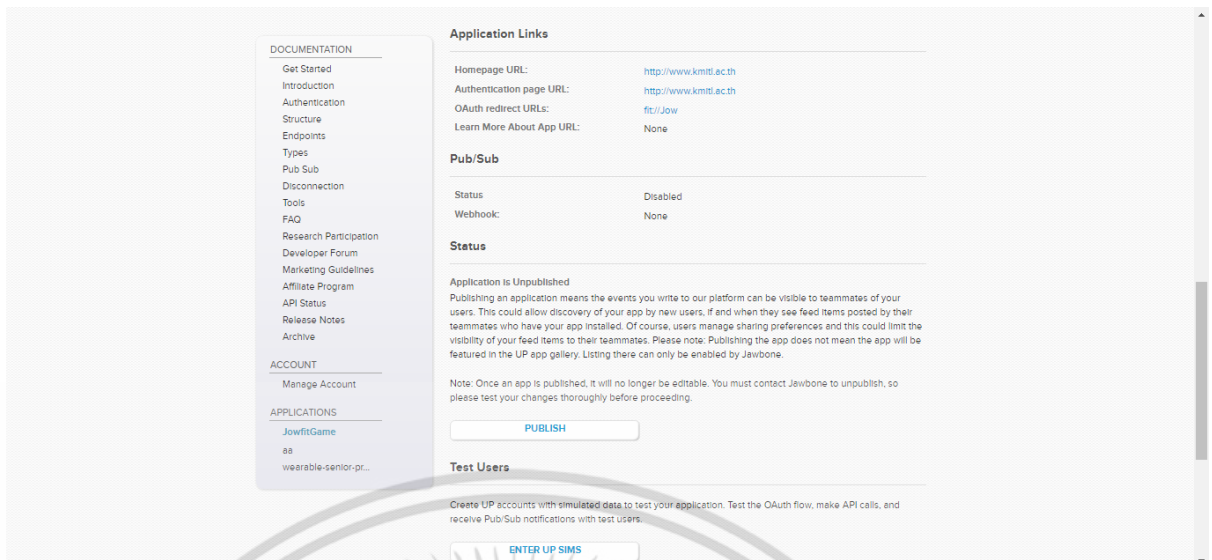 DOCUMENTATION
Get Started
Introduction
Authentication
Structure
Endpoints
Types
Pub Sub
Disconnection
Tools
FAQ
Research Participation
Developer Forum
Marketing Guidelines
Affiliate Program
API Status
Release Notes
Archive
ACCOUNT
Manage Account
APPLICATIONS
JowfitGame
aa
wearable-senior-pr...
Application Links
Homepage URL: http://www.kmitl.ac.th
Authentication page URL: http://www.kmitl.ac.th
OAuth redirect URLs: fit://Jow
Learn More About App URL: None
Pub/Sub
Status Disabled
Webhook: None
Status
Application is Unpublished
Publishing an application means the events you write to our platform can be visible to teammates of your
users. This could allow discovery of your app by new users, if and when they see feed items posted by their
teammates who have your app installed. Of course, users manage sharing preferences and this could limit the
visibility of your feed items to their teammates. Please note: Publishing the app does not mean the app will be
featured in the UP app gallery. Listing there can only be enabled by Jawbone.
Note: Once an app is published, it will no longer be editable. You must contact Jawbone to unpublish, so
please test your changes thoroughly before proceeding.
PUBLISH
Test Users
Create UP accounts with simulated data to test your application. Test the OAuth flow, make API calls, and
receive Pub/Sub notifications with test users.
ENTER UP SIMS